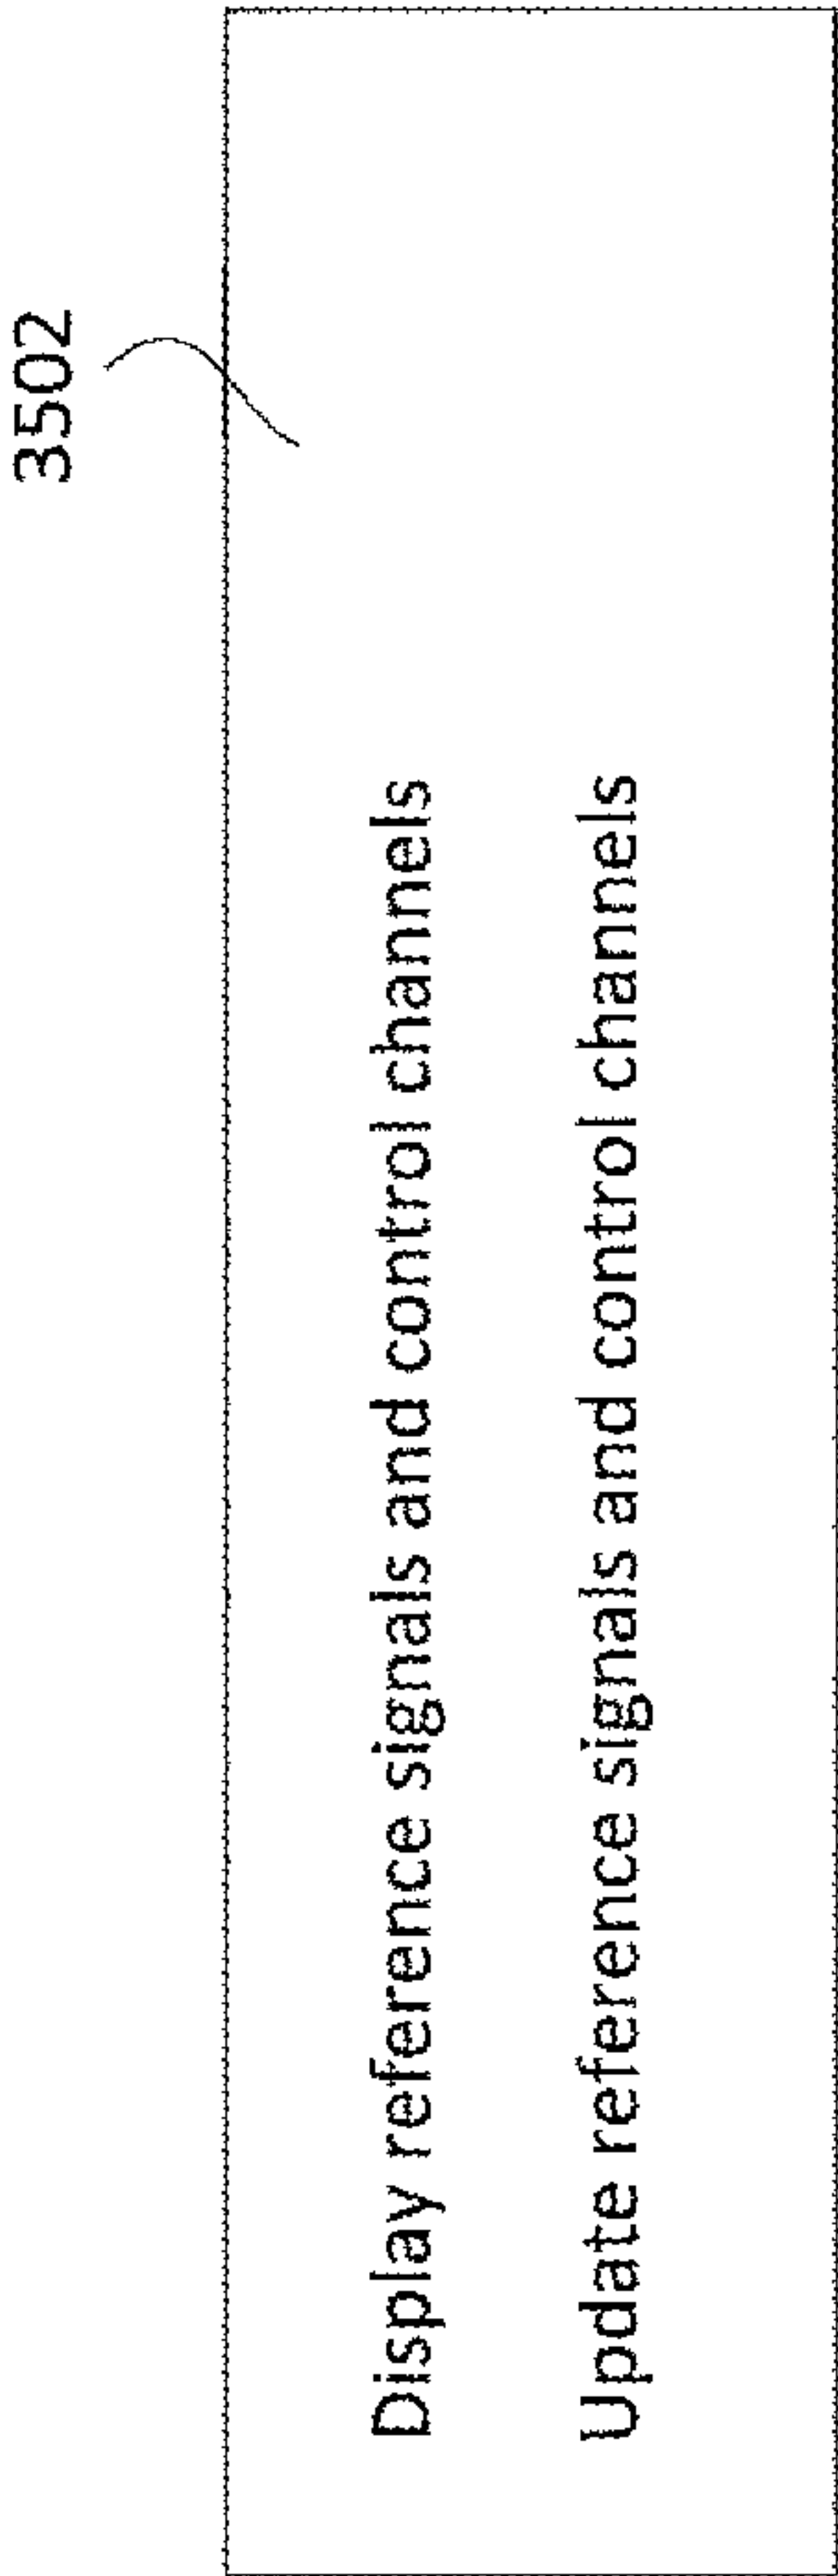 3502
Display reference signals and control channels
Update reference signals and control channels